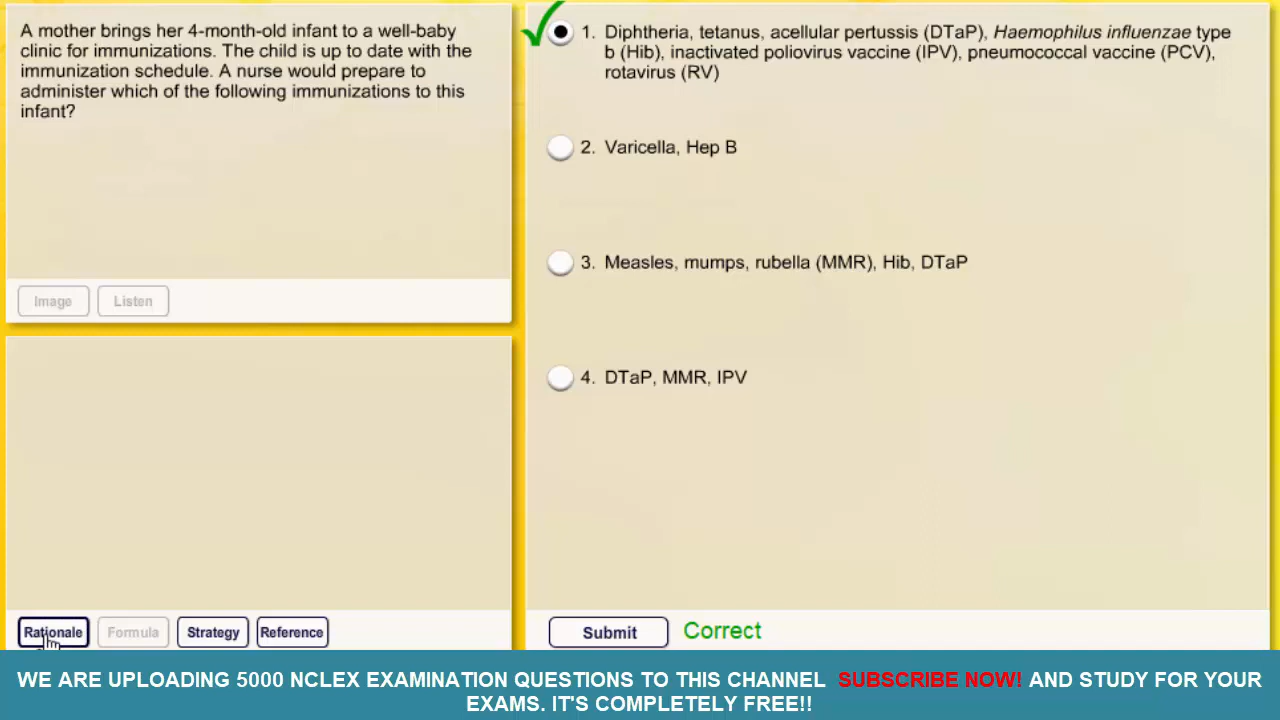 A mother brings her 4-month-old infant to a well-baby
clinic for immunizations. The child is up to date with the
immunization schedule. A nurse would prepare to
administer which of the following immunizations to this
infant?
Image
Listen
1. Diphtheria, tetanus, acellular pertussis (DTaP), Haemophilus influenzae type
b (Hib), inactivated poliovirus vaccine (IPV), pneumococcal vaccine (PCV),
rotavirus (RV)
2. Varicella, Hep B
3. Measles, mumps, rubella (MMR), Hib, DTaP
4. DTaP, MMR, IPV
Rationale
Formula
Strategy
Reference
Submit
Correct
WE ARE UPLOADING 5000 NCLEX EXAMINATION QUESTIONS TO THIS CHANNEL SUBSCRIBE NOW! AND STUDY FOR YOUR
EXAMS. IT'S COMPLETELY FREE!!